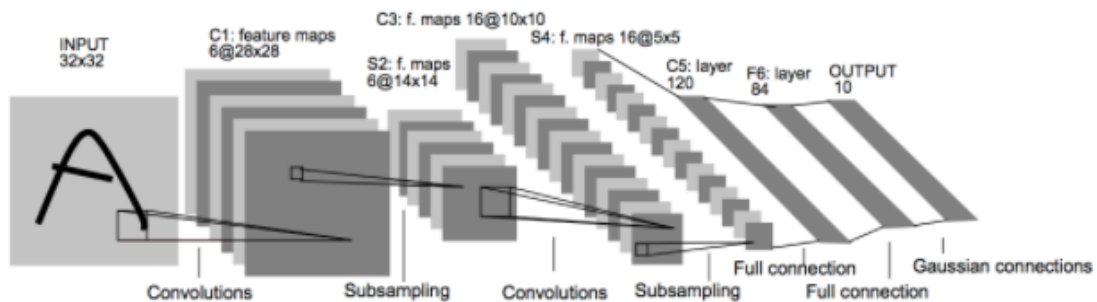 INPUT
32x32
C1: feature maps
6@28x28
S2: f. maps
6@14x14
C3: f. maps 16@10x10
S4: f. maps 16@5x5
C5: layer
120
F6: layer
84
OUTPUT
10
A
Convolutions
Subsampling
Convolutions
Subsampling
Full connection
Full connection
Gaussian connections